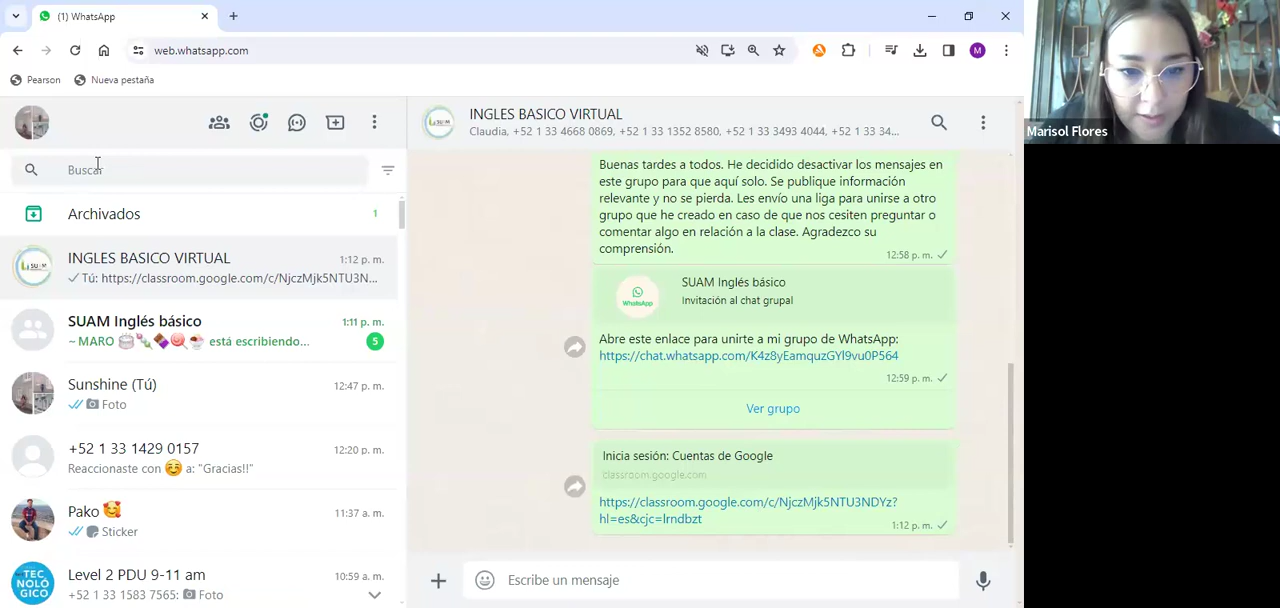 (1) WhatsApp
web.whatsapp.com
M
Pearson
Nueva pestaña
INGLES BASICO VIRTUAL
Claudia, +52 1 33 4668 0869, +52 1 33 1352 8580, +52 1 33 3493 4044, +52 1 33 34...
Buscar
Archivados
1
INGLES BASICO VIRTUAL
1:12 p. m.
Tú: https://classroom.google.com/c/NjczMjk5NTU3N...
SUAM Inglés básico
1:11 p. m.
~ MARO 🍰🍡🍫🍭☕ está escribiendo...
5
Sunshine (Tú)
12:47 p. m.
Foto
+52 1 33 1429 0157
12:20 p. m.
Reaccionaste con ☺️ a: "Gracias!!"
Pako 🥰
11:37 a. m.
Sticker
TEC
NOLÓ
GICO
Level 2 PDU 9-11 am
10:59 a. m.
+52 1 33 1583 7565: Foto
Buenas tardes a todos. He decidido desactivar los mensajes en
este grupo para que aquí solo. Se publique información
relevante y no se pierda. Les envío una liga para unirse a otro
grupo que he creado en caso de que nos cesiten preguntar o
comentar algo en relación a la clase. Agradezco su
comprensión.
12:58 p. m.
WhatsApp
SUAM Inglés básico
Invitación al chat grupal
Abre este enlace para unirte a mi grupo de WhatsApp:
https://chat.whatsapp.com/K4z8yEamquzGYl9vu0P564
12:59 p. m.
Ver grupo
Inicia sesión: Cuentas de Google
classroom.google.com
https://classroom.google.com/c/NjczMjk5NTU3NDYz?
hl=es&cjc=lrndbzt
1:12 p. m.
Escribe un mensaje
Marisol Flores